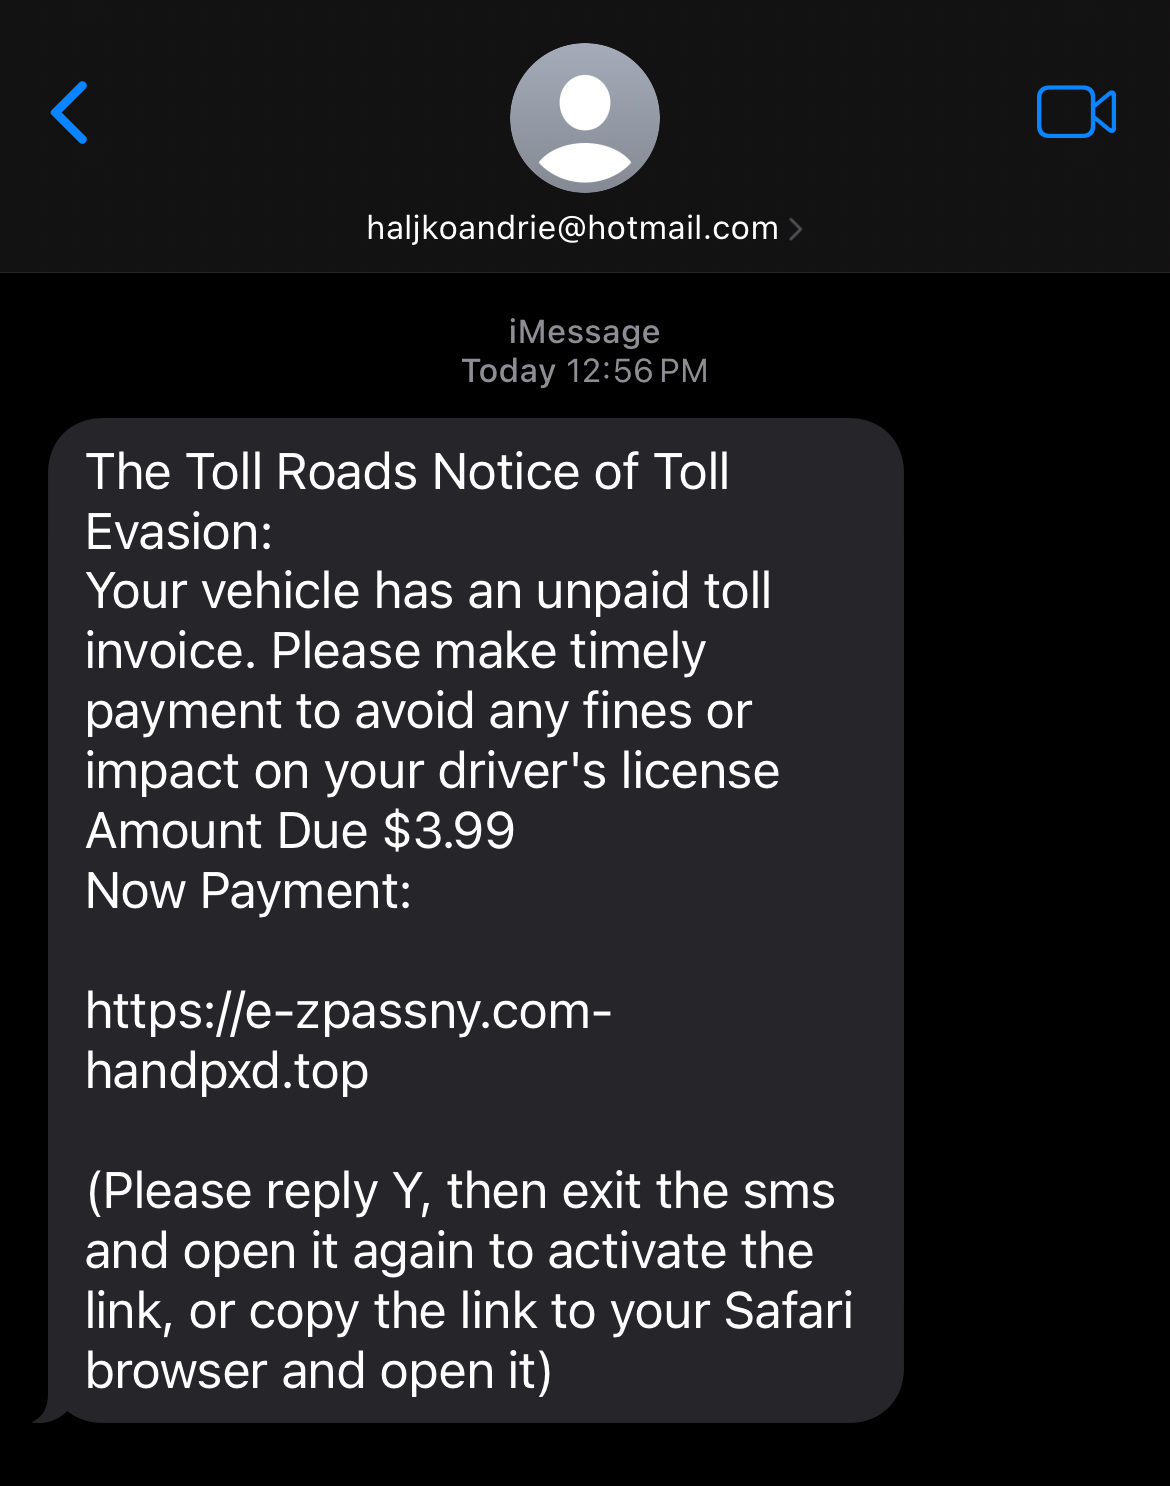 haljkoandrie@hotmail.com
iMessage
Today 12:56 PM
The Toll Roads Notice of Toll
Evasion:
Your vehicle has an unpaid toll
invoice. Please make timely
payment to avoid any fines or
impact on your driver's license
Amount Due $3.99
Now Payment:
https://e-zpassny.com-
handpxd.top
(Please reply Y, then exit the sms
and open it again to activate the
link, or copy the link to your Safari
browser and open it)